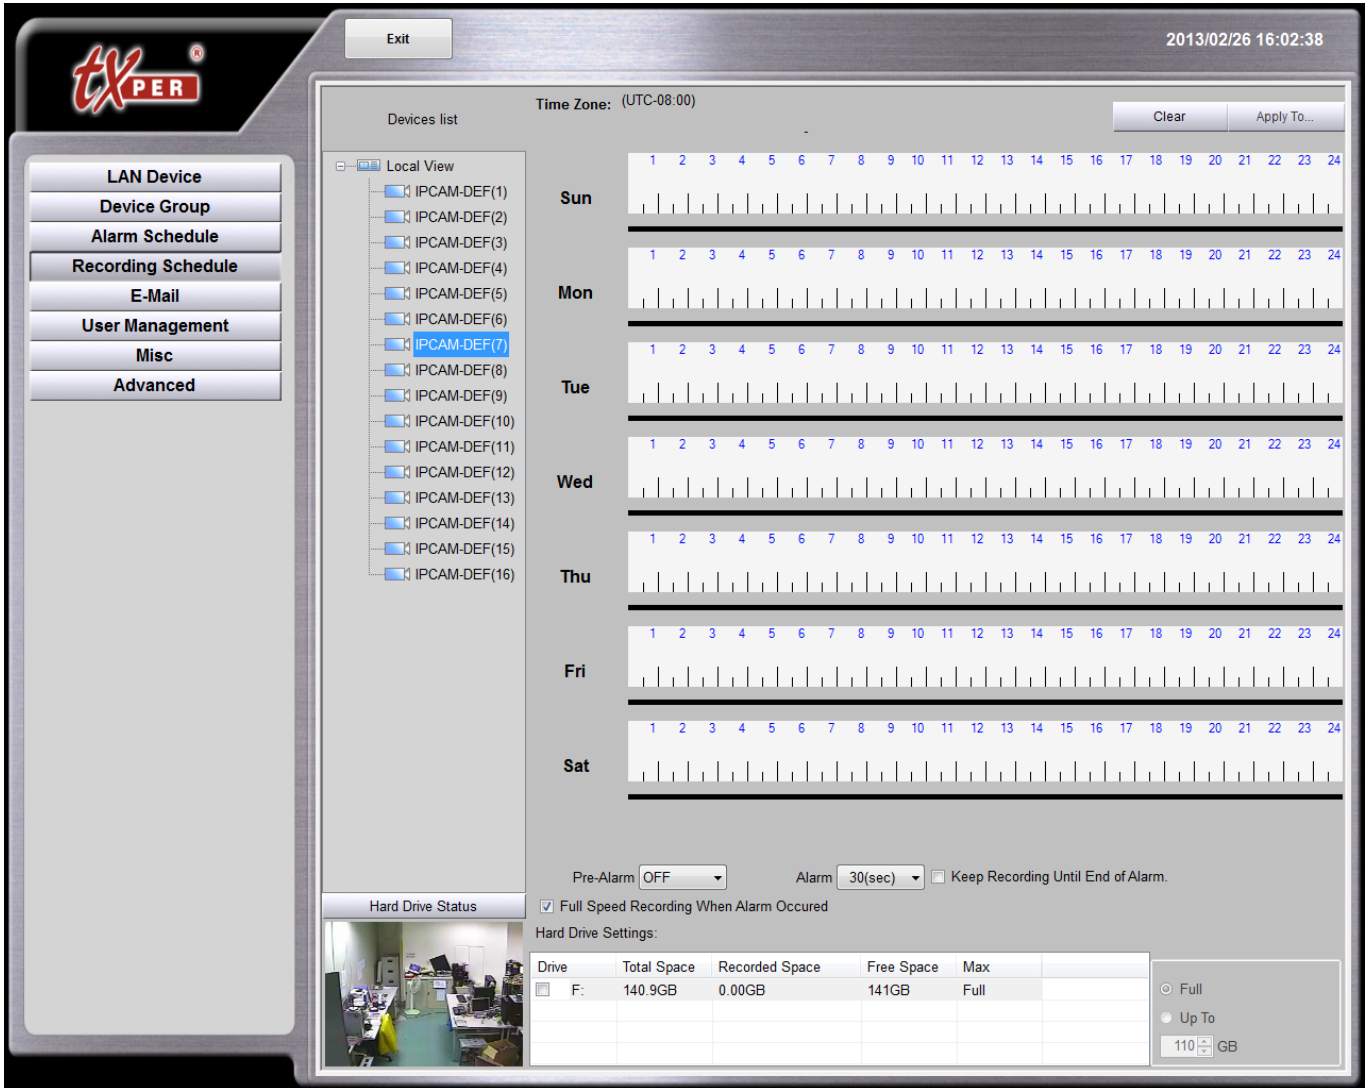 Exit
2013/02/26 16:02:38
txPER ®
Time Zone: (UTC-08:00)
-
Devices list
Clear
Apply To...
LAN Device
Device Group
Alarm Schedule
Recording Schedule
E-Mail
User Management
Misc
Advanced
Local View
IPCAM-DEF(1)
IPCAM-DEF(2)
IPCAM-DEF(3)
IPCAM-DEF(4)
IPCAM-DEF(5)
IPCAM-DEF(6)
IPCAM-DEF(7)
IPCAM-DEF(8)
IPCAM-DEF(9)
IPCAM-DEF(10)
IPCAM-DEF(11)
IPCAM-DEF(12)
IPCAM-DEF(13)
IPCAM-DEF(14)
IPCAM-DEF(15)
IPCAM-DEF(16)
1 2 3 4 5 6 7 8 9 10 11 12 13 14 15 16 17 18 19 20 21 22 23 24
Sun
1 2 3 4 5 6 7 8 9 10 11 12 13 14 15 16 17 18 19 20 21 22 23 24
Mon
1 2 3 4 5 6 7 8 9 10 11 12 13 14 15 16 17 18 19 20 21 22 23 24
Tue
1 2 3 4 5 6 7 8 9 10 11 12 13 14 15 16 17 18 19 20 21 22 23 24
Wed
1 2 3 4 5 6 7 8 9 10 11 12 13 14 15 16 17 18 19 20 21 22 23 24
Thu
1 2 3 4 5 6 7 8 9 10 11 12 13 14 15 16 17 18 19 20 21 22 23 24
Fri
1 2 3 4 5 6 7 8 9 10 11 12 13 14 15 16 17 18 19 20 21 22 23 24
Sat
Pre-Alarm OFF Alarm 30(sec) Keep Recording Until End of Alarm.
Hard Drive Status
Full Speed Recording When Alarm Occured
Hard Drive Settings:
Drive Total Space Recorded Space Free Space Max
F: 140.9GB 0.00GB 141GB Full
Full
Up To
110 GB